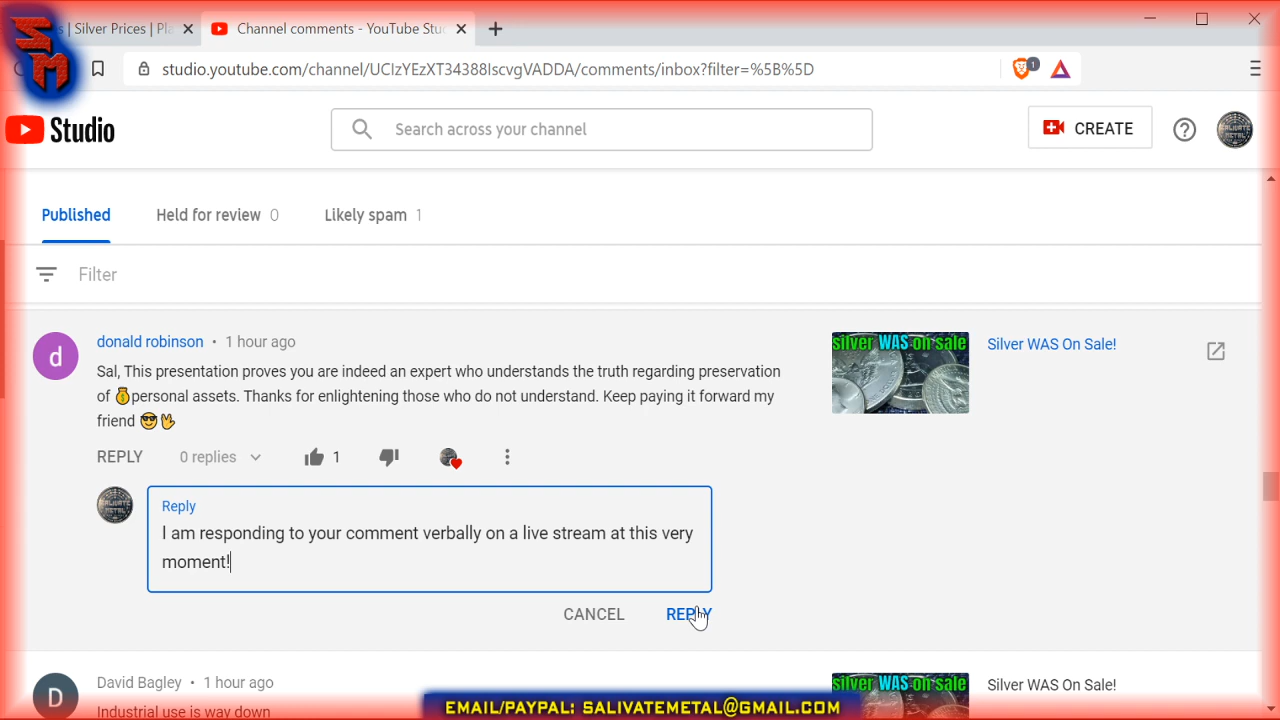 SM
s | Silver Prices | Pla
Channel comments - YouTube Stu
studio.youtube.com/channel/UCIzYEzXT34388IscvgVADDA/comments/inbox?filter=%5B%5D
1
Studio
Search across your channel
CREATE
Published
Held for review 0
Likely spam 1
Filter
d
donald robinson • 1 hour ago
Sal, This presentation proves you are indeed an expert who understands the truth regarding preservation
of 💰personal assets. Thanks for enlightening those who do not understand. Keep paying it forward my
friend 😎🖖
silver WAS on sale
Silver WAS On Sale!
REPLY
0 replies
1
Reply
I am responding to your comment verbally on a live stream at this very
moment!
CANCEL
REPLY
D
David Bagley • 1 hour ago
Industrial use is way down
silver WAS on sale
Silver WAS On Sale!
EMAIL/PAYPAL: SALIVATEMETAL@GMAIL.COM